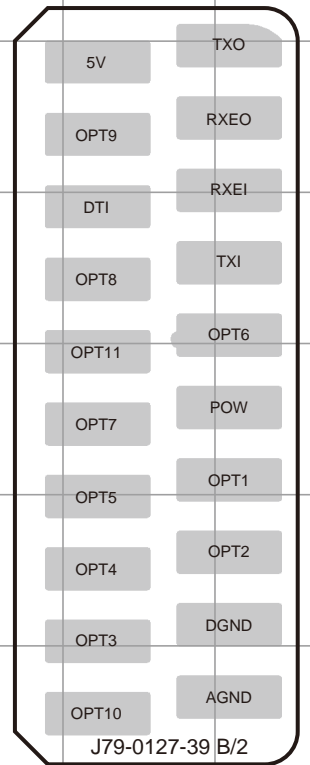 TXO
5V
RXEO
OPT9
RXEI
DTI
TXI
OPT8
OPT6
OPT11
POW
OPT7
OPT1
OPT5
OPT2
OPT4
DGND
OPT3
AGND
OPT10
J79-0127-39 B/2